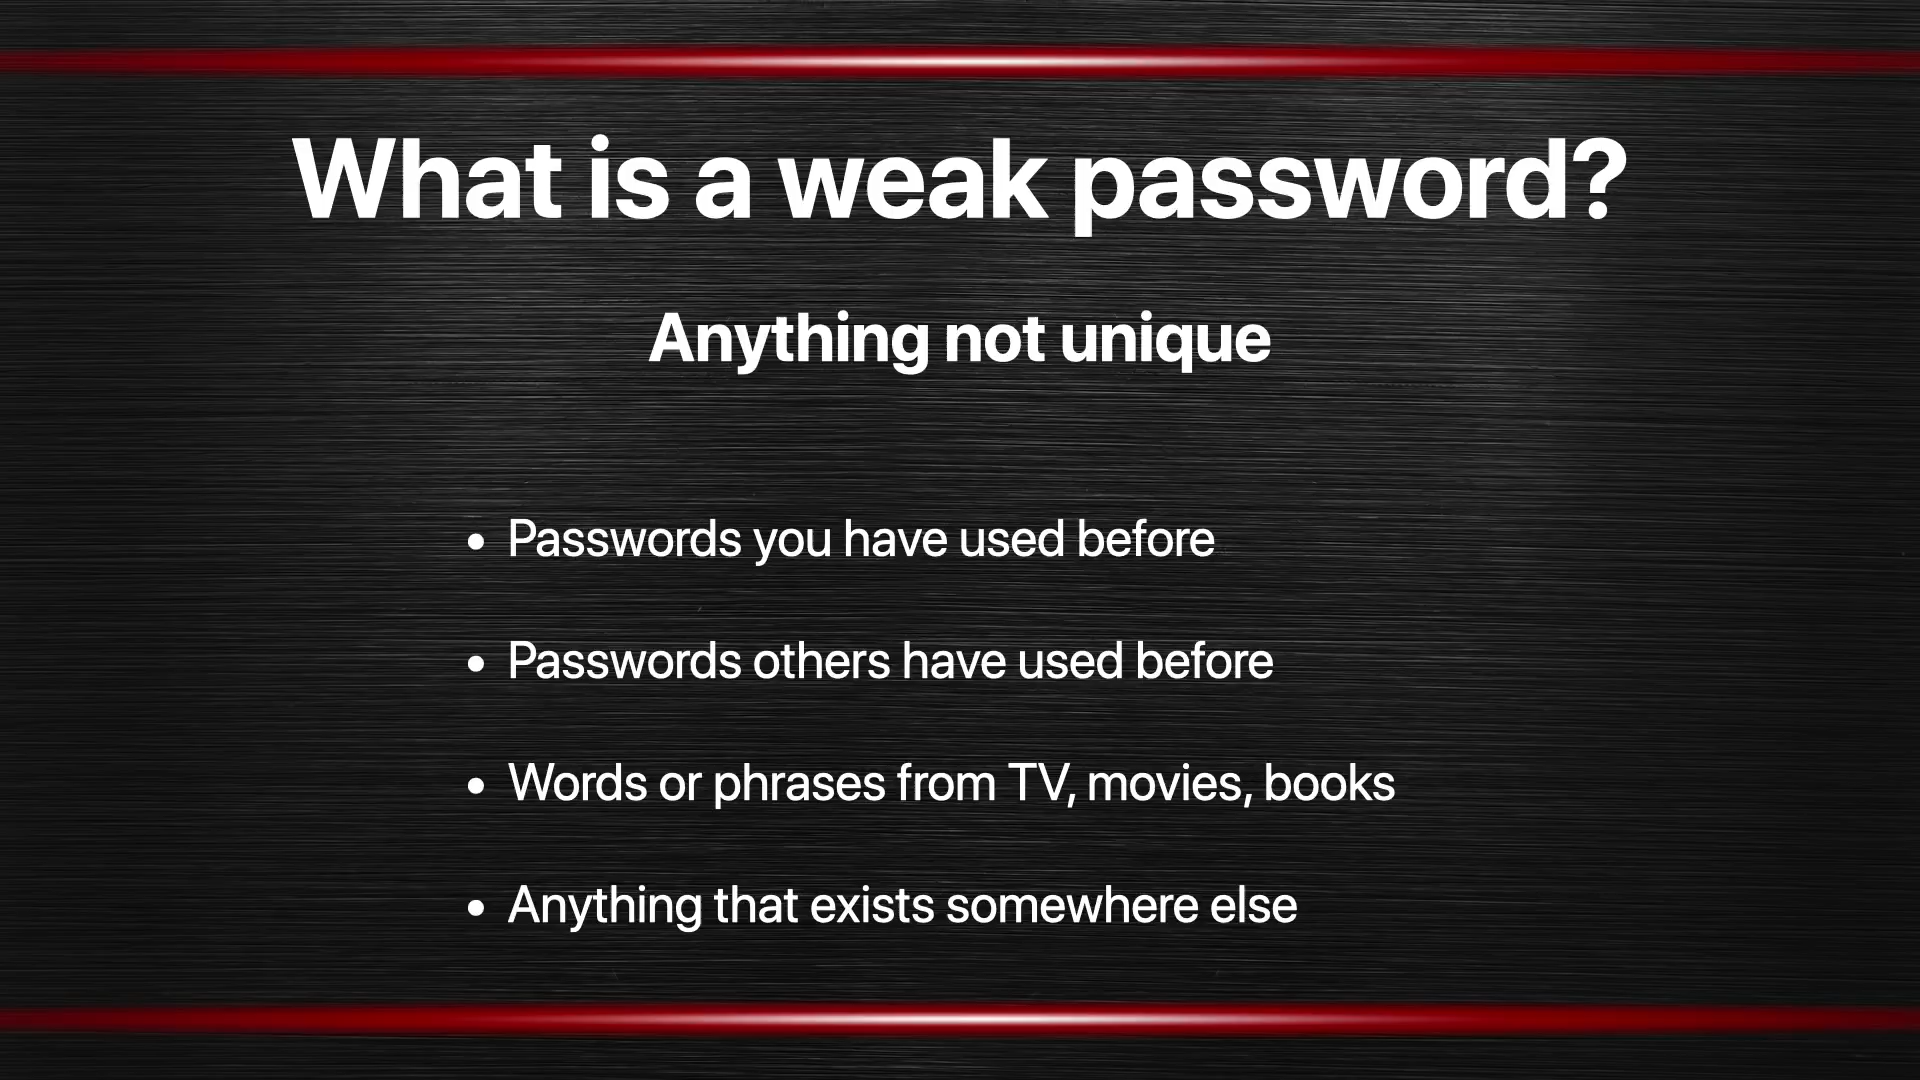 What is a weak password?
Anything not unique
• Passwords you have used before
• Passwords others have used before
• Words or phrases from TV, movies, books
• Anything that exists somewhere else